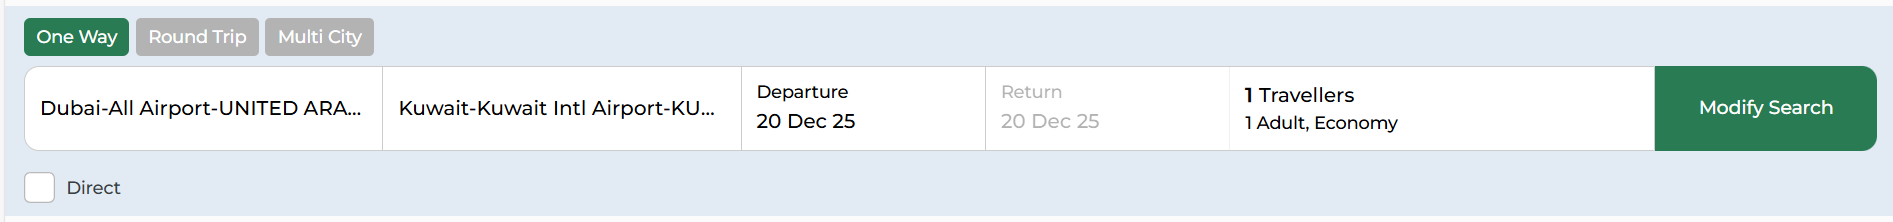 One Way Round Trip Multi City
Dubai-All Airport-UNITED ARA...
Kuwait-Kuwait Intl Airport-KU...
Departure
20 Dec 25
Return
20 Dec 25
1 Travellers
1 Adult, Economy
Modify Search
Direct